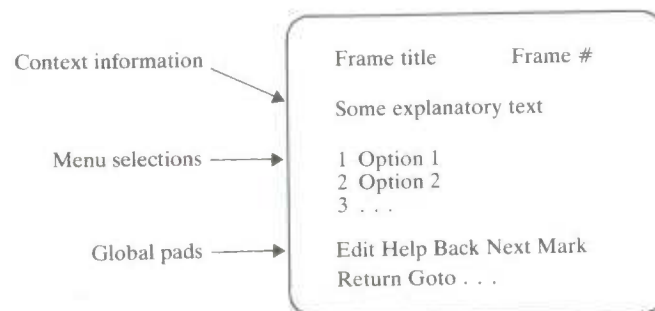 Context information
Menu selections
Global pads
Frame title Frame #
Some explanatory text
1 Option 1
2 Option 2
3 . . .
Edit Help Back Next Mark
Return Goto . . .